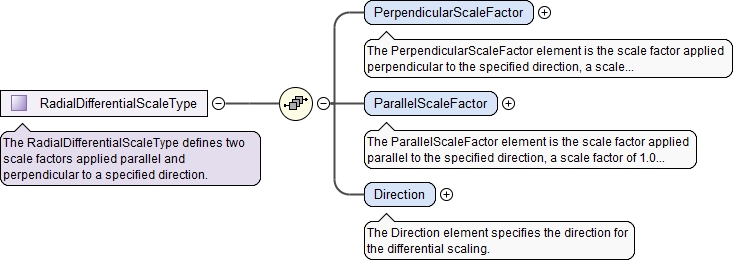 PerpendicularScaleFactor
The PerpendicularScaleFactor element is the scale factor applied
perpendicular to the specified direction, a scale...
RadialDifferentialScaleType
The RadialDifferentialScaleType defines two
scale factors applied parallel and
perpendicular to a specified direction.
ParallelScaleFactor
The ParallelScaleFactor element is the scale factor applied
parallel to the specified direction, a scale factor of 1.0...
Direction
The Direction element specifies the direction for
the differential scaling.